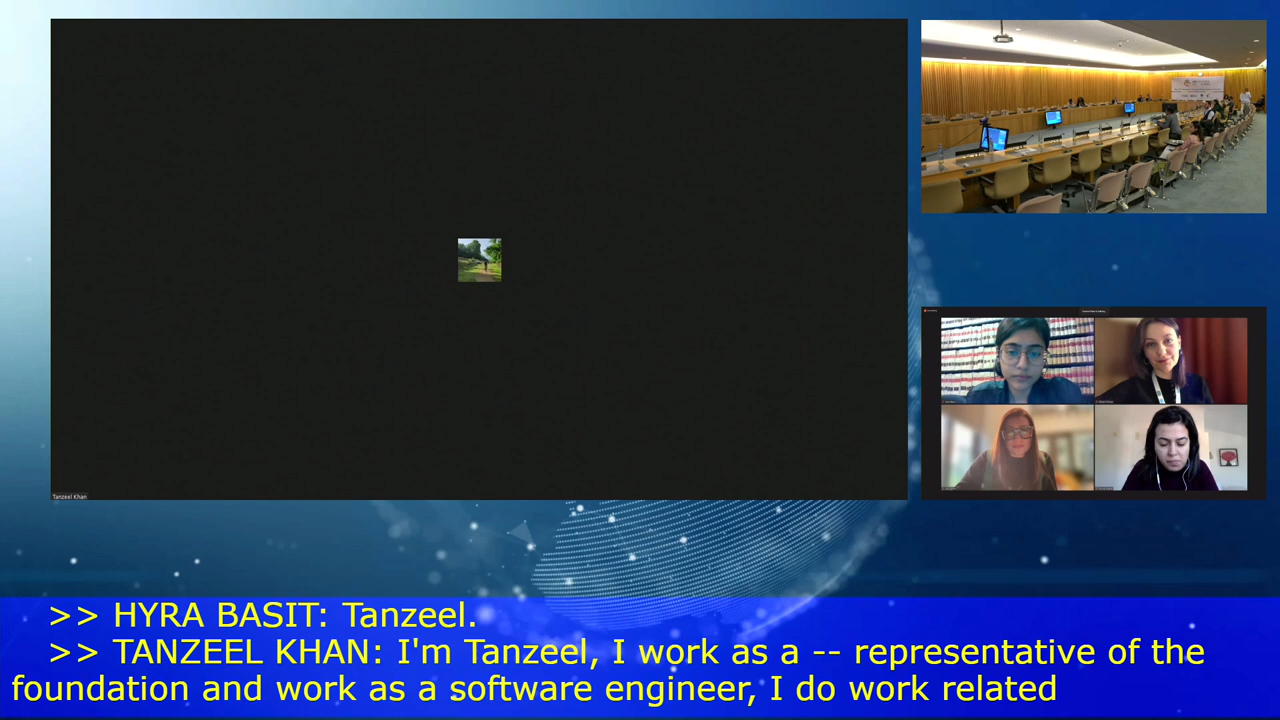 Tanzeel Khan
>> HYRA BASIT: Tanzeel.
>> TANZEEL KHAN: I'm Tanzeel, I work as a -- representative of the
foundation and work as a software engineer, I do work related